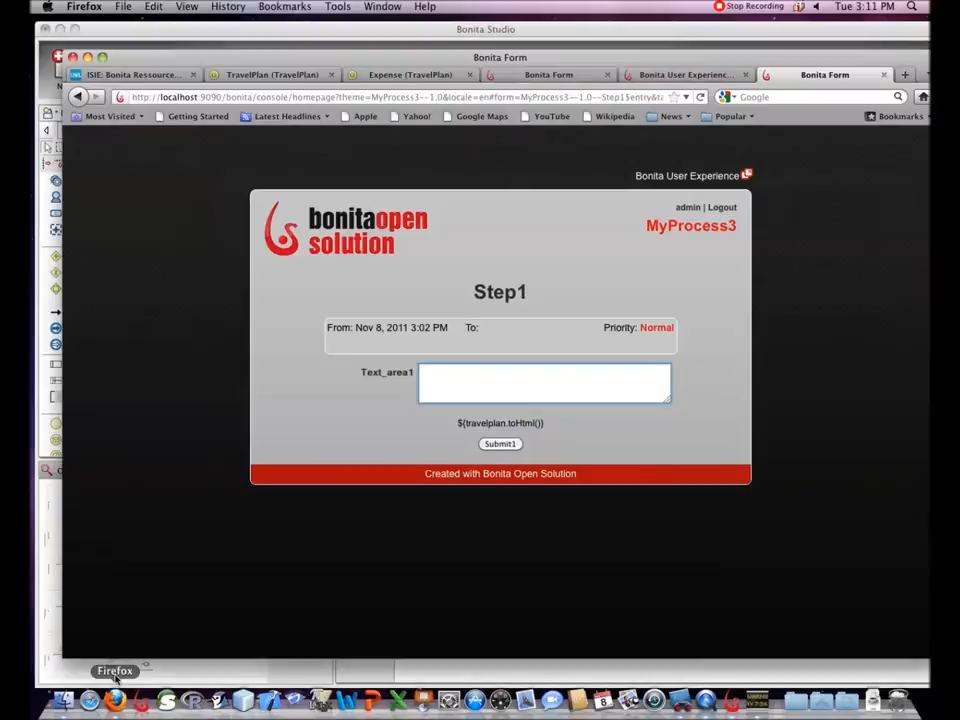 Firefox File Edit View History Bookmarks Tools Window Help Stop Recording Tue 3:11 PM
Bonita Studio
Bonita Form
ISIE: Bonita Ressource... TravelPlan (TravelPlan) Expense (TravelPlan) Bonita Form Bonita User Experienc... Bonita Form
http://localhost:9090/bonita/console/homepage?theme=MyProcess3--1.0&locale=en#form=MyProcess3--1.0--Step1$entry&ta Google
Most Visited Getting Started Latest Headlines Apple Yahoo! Google Maps YouTube Wikipedia News Popular Bookmarks
Bonita User Experience
admin | Logout
bonitaopen
solution
MyProcess3
Step1
From: Nov 8, 2011 3:02 PM To: Priority: Normal
Text_area1
${travelplan.toHtml()}
Submit1
Created with Bonita Open Solution
Firefox